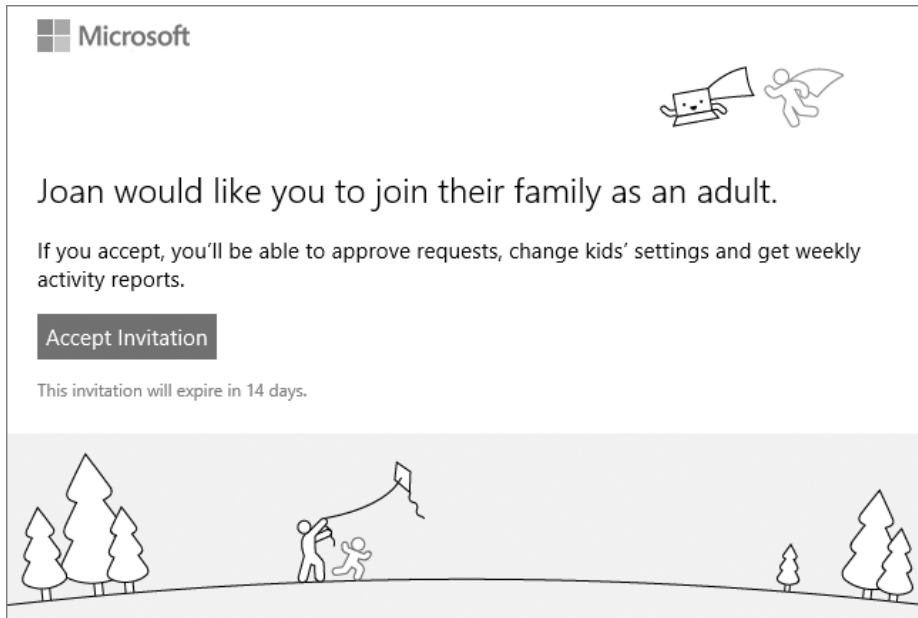 Microsoft
Joan would like you to join their family as an adult.
If you accept, you’ll be able to approve requests, change kids’ settings and get weekly
activity reports.
Accept Invitation
This invitation will expire in 14 days.